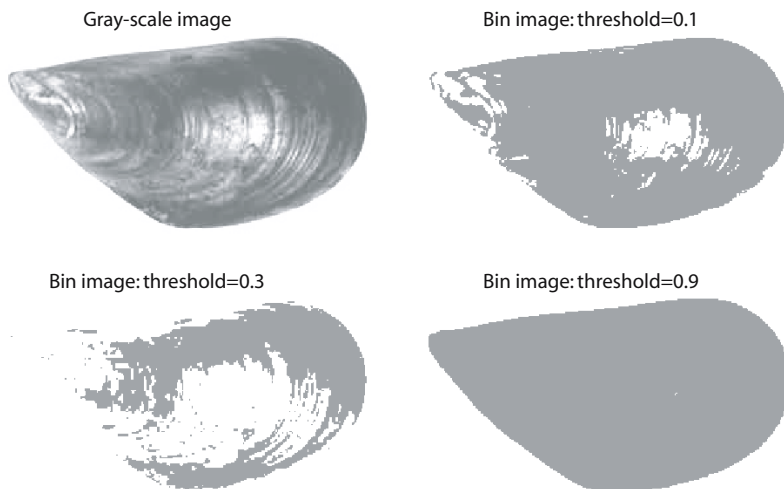 Gray-scale image
Bin image: threshold=0.1
Bin image: threshold=0.3
Bin image: threshold=0.9